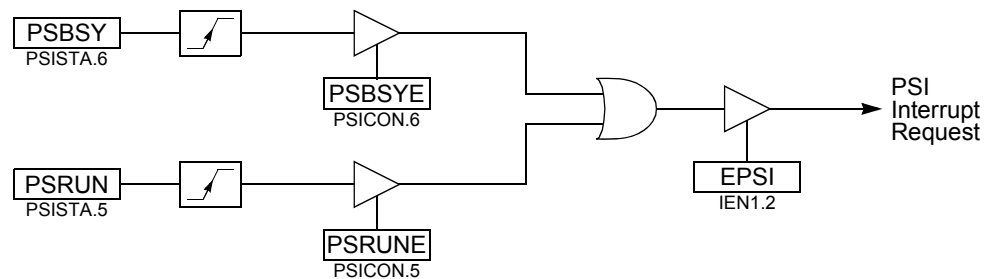 PSBSY
PSISTA.6
PSBSYE
PSICON.6
PSI
Interrupt
Request
PSRUN
PSISTA.5
EPSI
IEN1.2
PSRUNE
PSICON.5